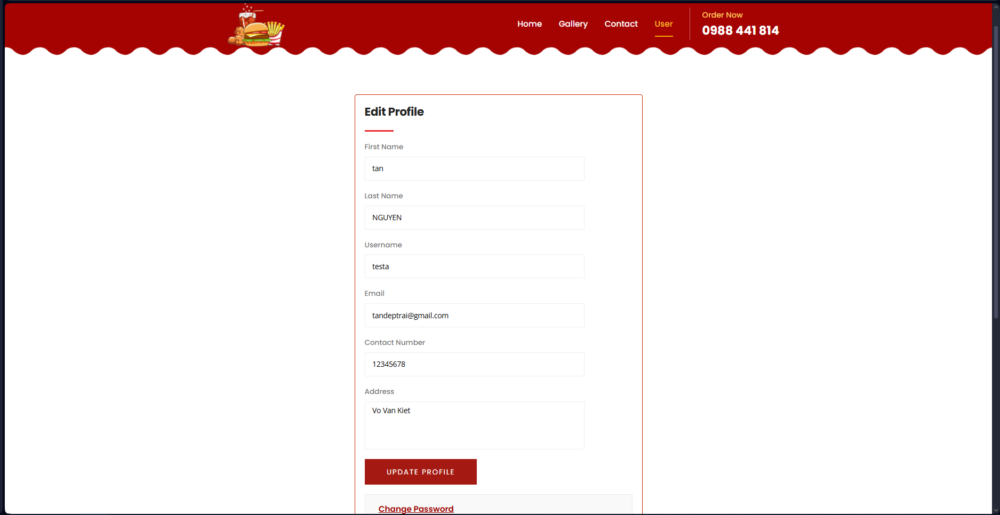 Home
Gallery
Contact
User
Order Now
0988 441 814
Edit Profile
First Name
tan
Last Name
NGUYEN
Username
testa
Email
tandeptrai@gmail.com
Contact Number
12345678
Address
Vo Van Kiet
UPDATE PROFILE
Change Password